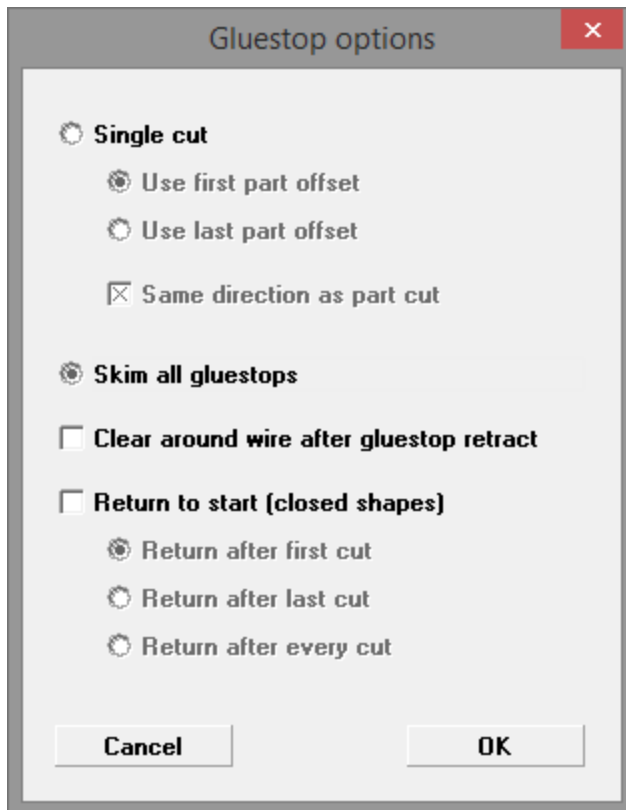 Gluestop options
Single cut
Use first part offset
Use last part offset
Same direction as part cut
Skim all gluestops
Clear around wire after gluestop retract
Return to start (closed shapes)
Return after first cut
Return after last cut
Return after every cut
Cancel OK